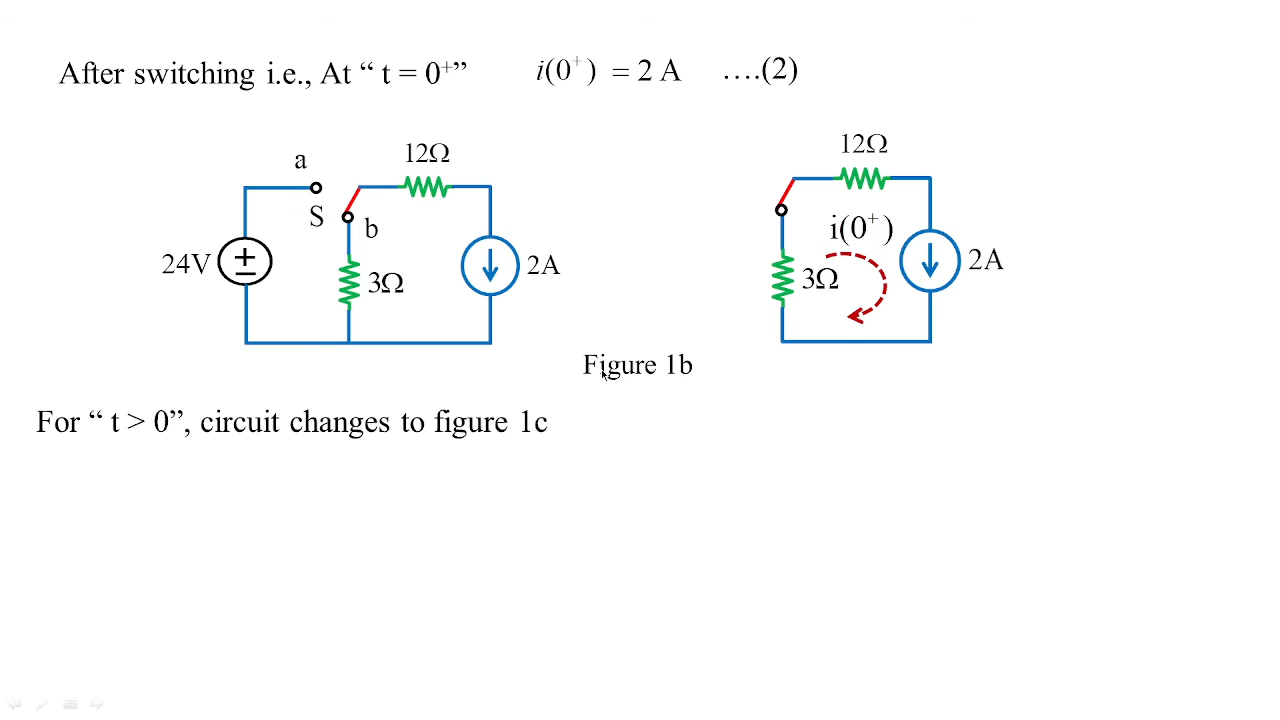 After switching i.e., At “ t = 0⁺” i(0⁺) = 2 A ….(2)
a
12Ω
S
b
24V
+
−
3Ω
2A
12Ω
i(0⁺)
3Ω
2A
Figure 1b
For “ t > 0”, circuit changes to figure 1c